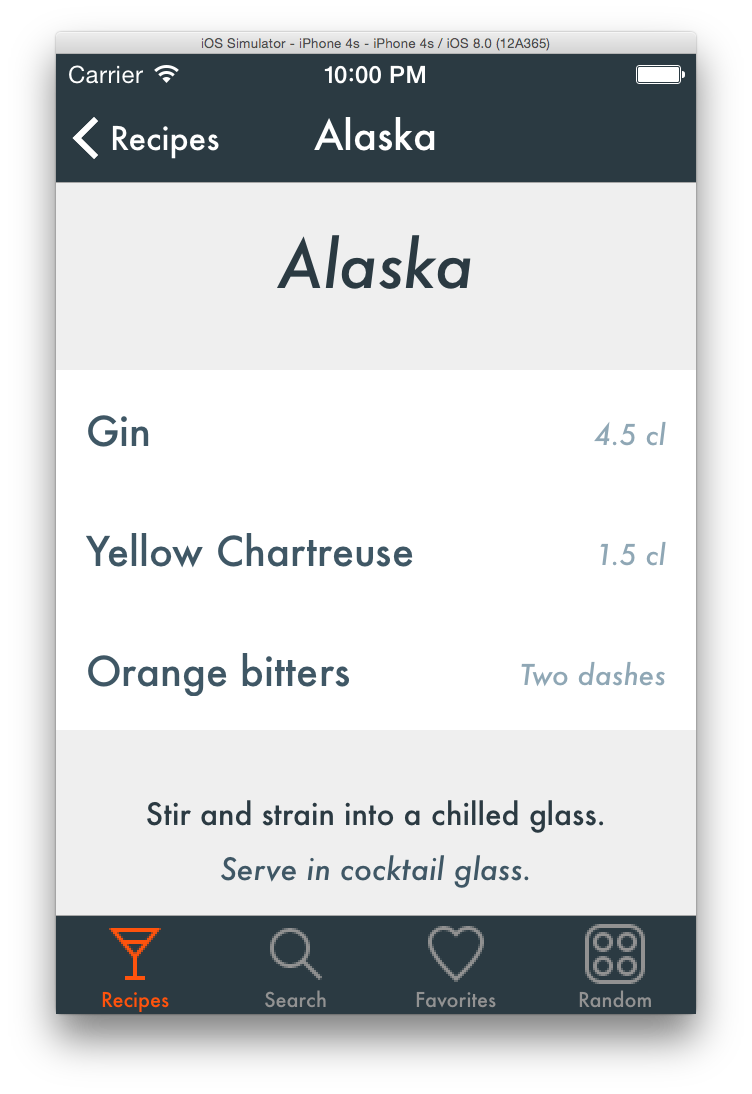 iOS Simulator - iPhone 4s - iPhone 4s / iOS 8.0 (12A365)
Carrier 10:00 PM
Recipes Alaska
Alaska
Gin 4.5 cl
Yellow Chartreuse 1.5 cl
Orange bitters Two dashes
Stir and strain into a chilled glass.
Serve in cocktail glass.
Recipes Search Favorites Random